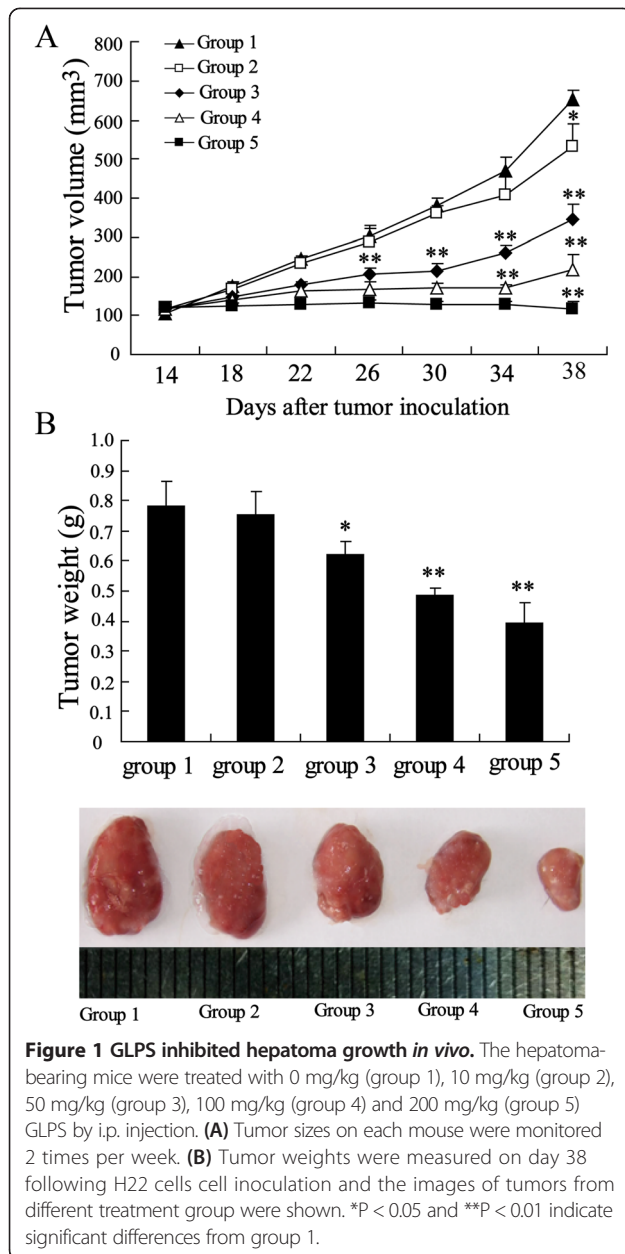 A
Group 1
Group 2
Group 3
Group 4
Group 5
Tumor volume (mm³)
800
700
600
500
400
300
200
100
0
*
**
**
**
**
**
**
**
14 18 22 26 30 34 38
Days after tumor inoculation
B
Tumor weight (g)
1.0
0.9
0.8
0.7
0.6
0.5
0.4
0.3
0.2
0.1
0
*
**
**
group 1 group 2 group 3 group 4 group 5
Group 1 Group 2 Group 3 Group 4 Group 5
Figure 1 GLPS inhibited hepatoma growth in vivo. The hepatoma-
bearing mice were treated with 0 mg/kg (group 1), 10 mg/kg (group 2),
50 mg/kg (group 3), 100 mg/kg (group 4) and 200 mg/kg (group 5)
GLPS by i.p. injection. (A) Tumor sizes on each mouse were monitored
2 times per week. (B) Tumor weights were measured on day 38
following H22 cells cell inoculation and the images of tumors from
different treatment group were shown. *P < 0.05 and **P < 0.01 indicate
significant differences from group 1.